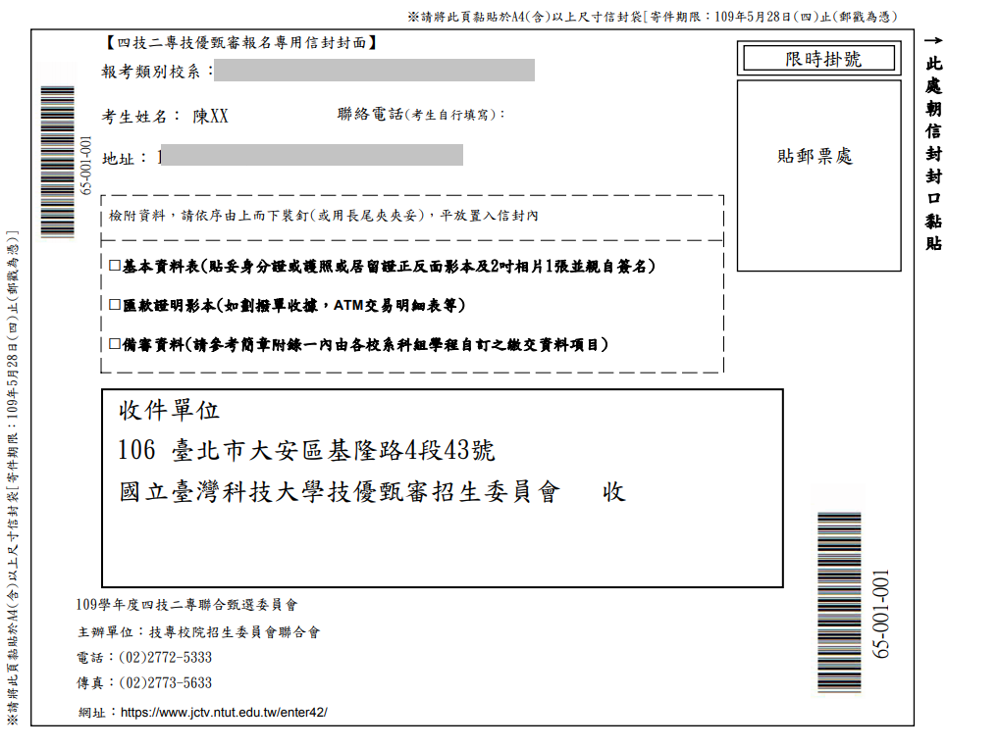 ※請將此頁黏貼於A4(含)以上尺寸信封袋[寄件期限：109年5月28日(四)止(郵戳為憑)
【四技二專技優甄審報名專用信封封面】
報考類別校系：
限時掛號
考生姓名： 陳XX
聯絡電話(考生自行填寫)：
貼郵票處
地址： 1
65-001-001
→此處朝信封封口黏貼
檢附資料，請依序由上而下裝釘(或用長尾夾夾妥)，平放置入信封內
□基本資料表(貼妥身分證或護照或居留證正反面影本及2吋相片1張並親自簽名)
□匯款證明影本(如劃撥單收據，ATM交易明細表等)
□備審資料(請參考簡章附錄一內由各校系科組學程自訂之繳交資料項目)
收件單位
106 臺北市大安區基隆路4段43號
國立臺灣科技大學技優甄審招生委員會 收
65-001-001
109學年度四技二專聯合甄選委員會
主辦單位：技專校院招生委員會聯合會
電話：(02)2772-5333
傳真：(02)2773-5633
網址：https://www.jctv.ntut.edu.tw/enter42/
※請將此頁黏貼於A4(含)以上尺寸信封袋[寄件期限：109年5月28日(四)止(郵戳為憑)]